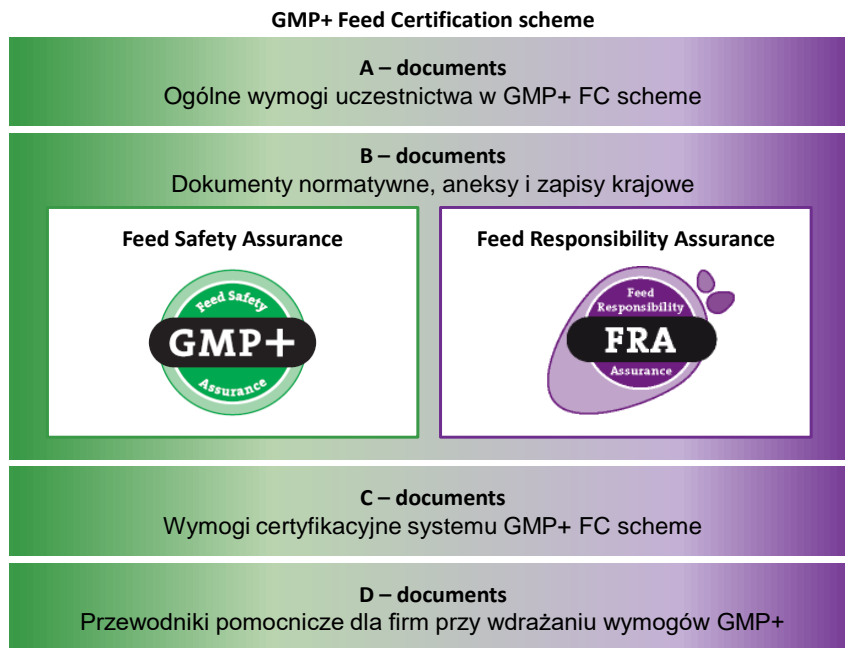 GMP+ Feed Certification scheme
A – documents
Ogólne wymogi uczestnictwa w GMP+ FC scheme
B – documents
Dokumenty normatywne, aneksy i zapisy krajowe
Feed Safety Assurance
Feed Safety
GMP+
Assurance
Feed Responsibility Assurance
Feed
Responsibility
FRA
Assurance
C – documents
Wymogi certyfikacyjne systemu GMP+ FC scheme
D – documents
Przewodniki pomocnicze dla firm przy wdrażaniu wymogów GMP+